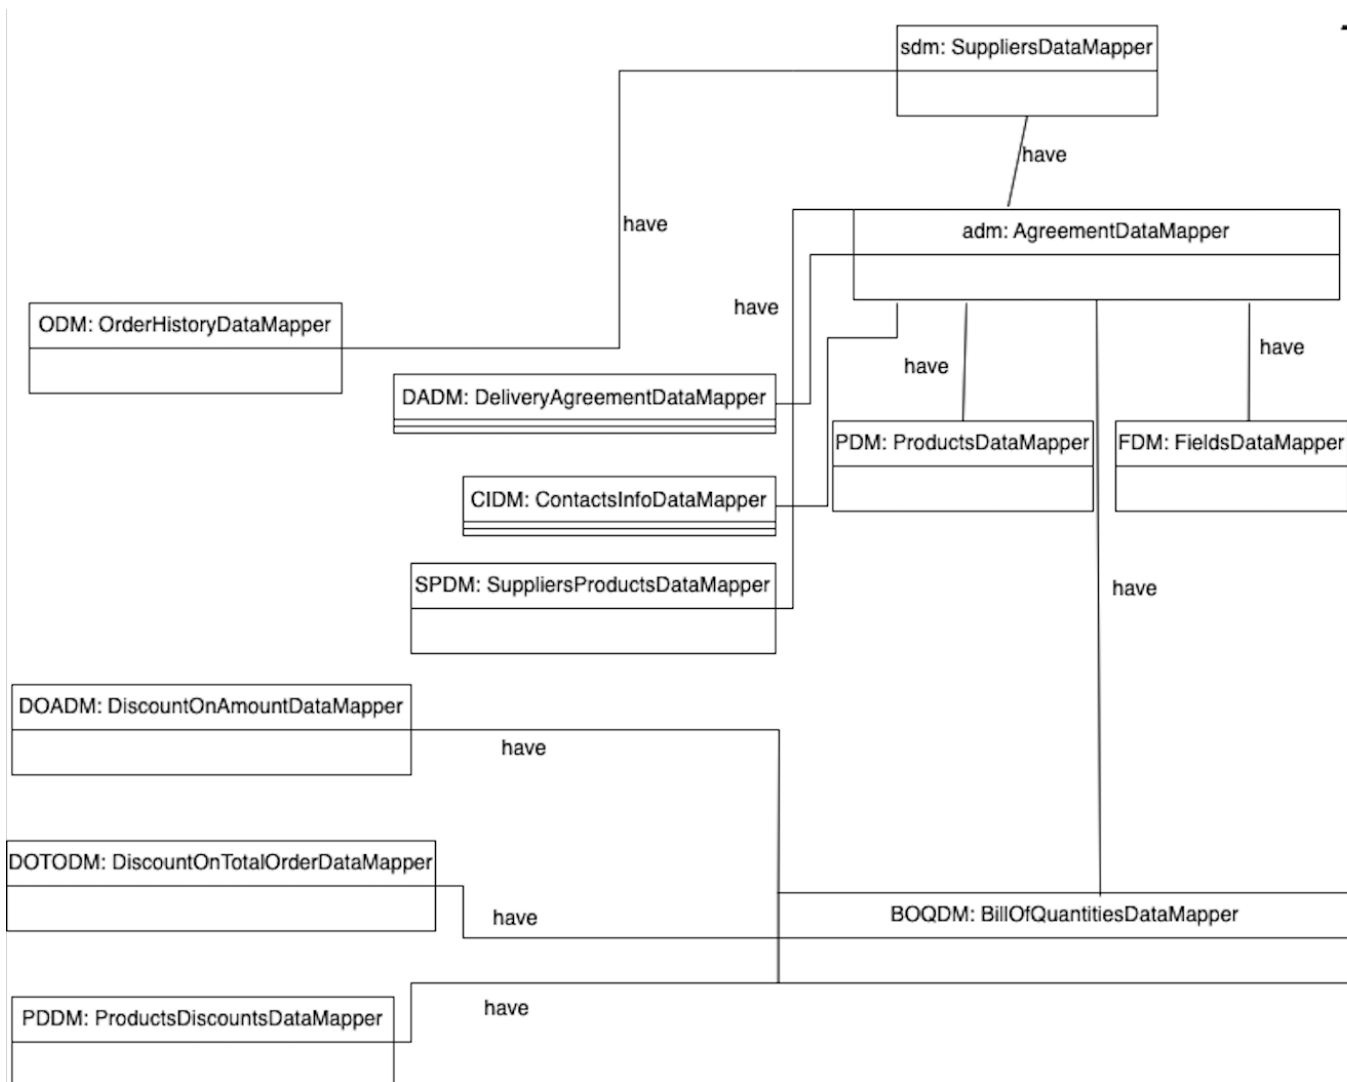 sdm: SuppliersDataMapper
have
have
adm: AgreementDataMapper
have
ODM: OrderHistoryDataMapper
have
have
DADM: DeliveryAgreementDataMapper
PDM: ProductsDataMapper
FDM: FieldsDataMapper
CIDM: ContactsInfoDataMapper
SPDM: SuppliersProductsDataMapper
have
DOADM: DiscountOnAmountDataMapper
have
DOTODM: DiscountOnTotalOrderDataMapper
have
BOQDM: BillOfQuantitiesDataMapper
PDDM: ProductsDiscountsDataMapper
have